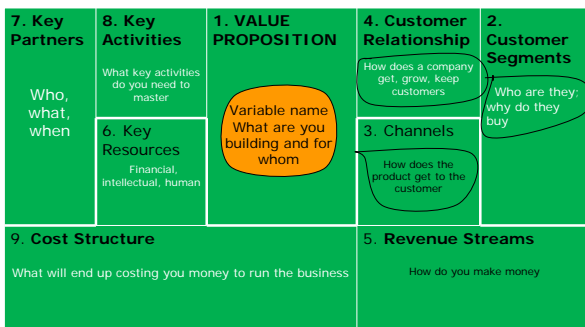 7. Key
Partners
Who,
what,
when
8. Key
Activities
What key activities
do you need to
master
6. Key
Resources
Financial,
intellectual, human
1. VALUE
PROPOSITION
Variable name
What are you
building and for
whom
4. Customer
Relationship
How does a company
get, grow, keep
customers
3. Channels
How does the
product get to the
customer
2.
Customer
Segments
Who are they;
why do they
buy
9. Cost Structure
What will end up costing you money to run the business
5. Revenue Streams
How do you make money